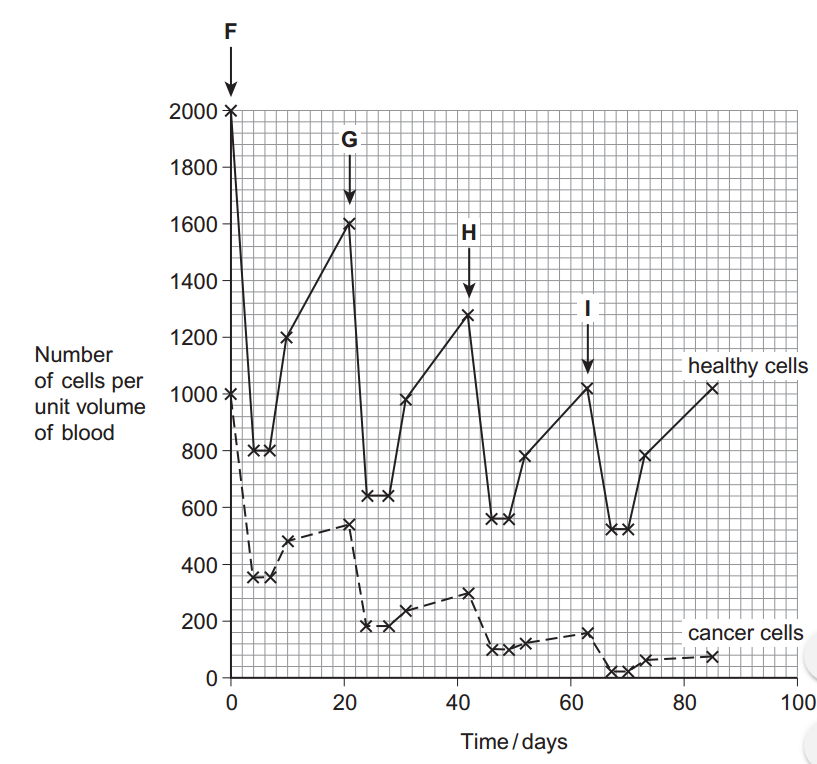 F
G
H
I
2000
1800
1600
1400
1200
1000
800
600
400
200
0
Number
of cells per
unit volume
of blood
healthy cells
cancer cells
0
20
40
60
80
100
Time / days